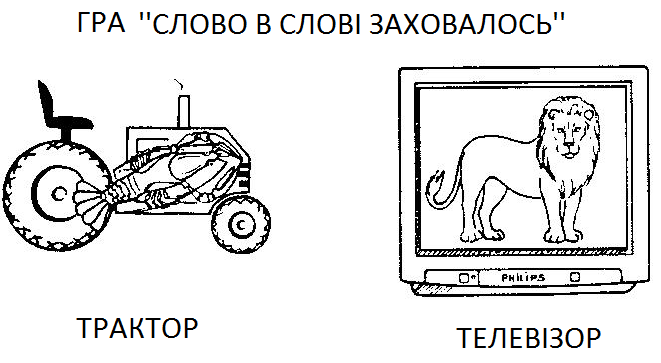 ГРА "СЛОВО В СЛОВІ ЗАХОВАЛОСЬ"
PHILIPS
ТРАКТОР
ТЕЛЕВІЗОР